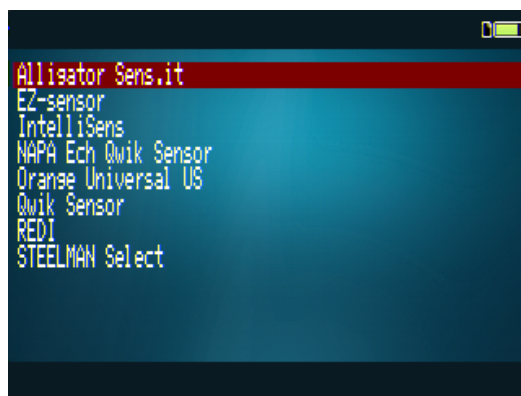 Alligator Sens.it
EZ-sensor
IntelliSens
NAPA Ech Qwik Sensor
Orange Universal US
Qwik Sensor
REDI
STEELMAN Select